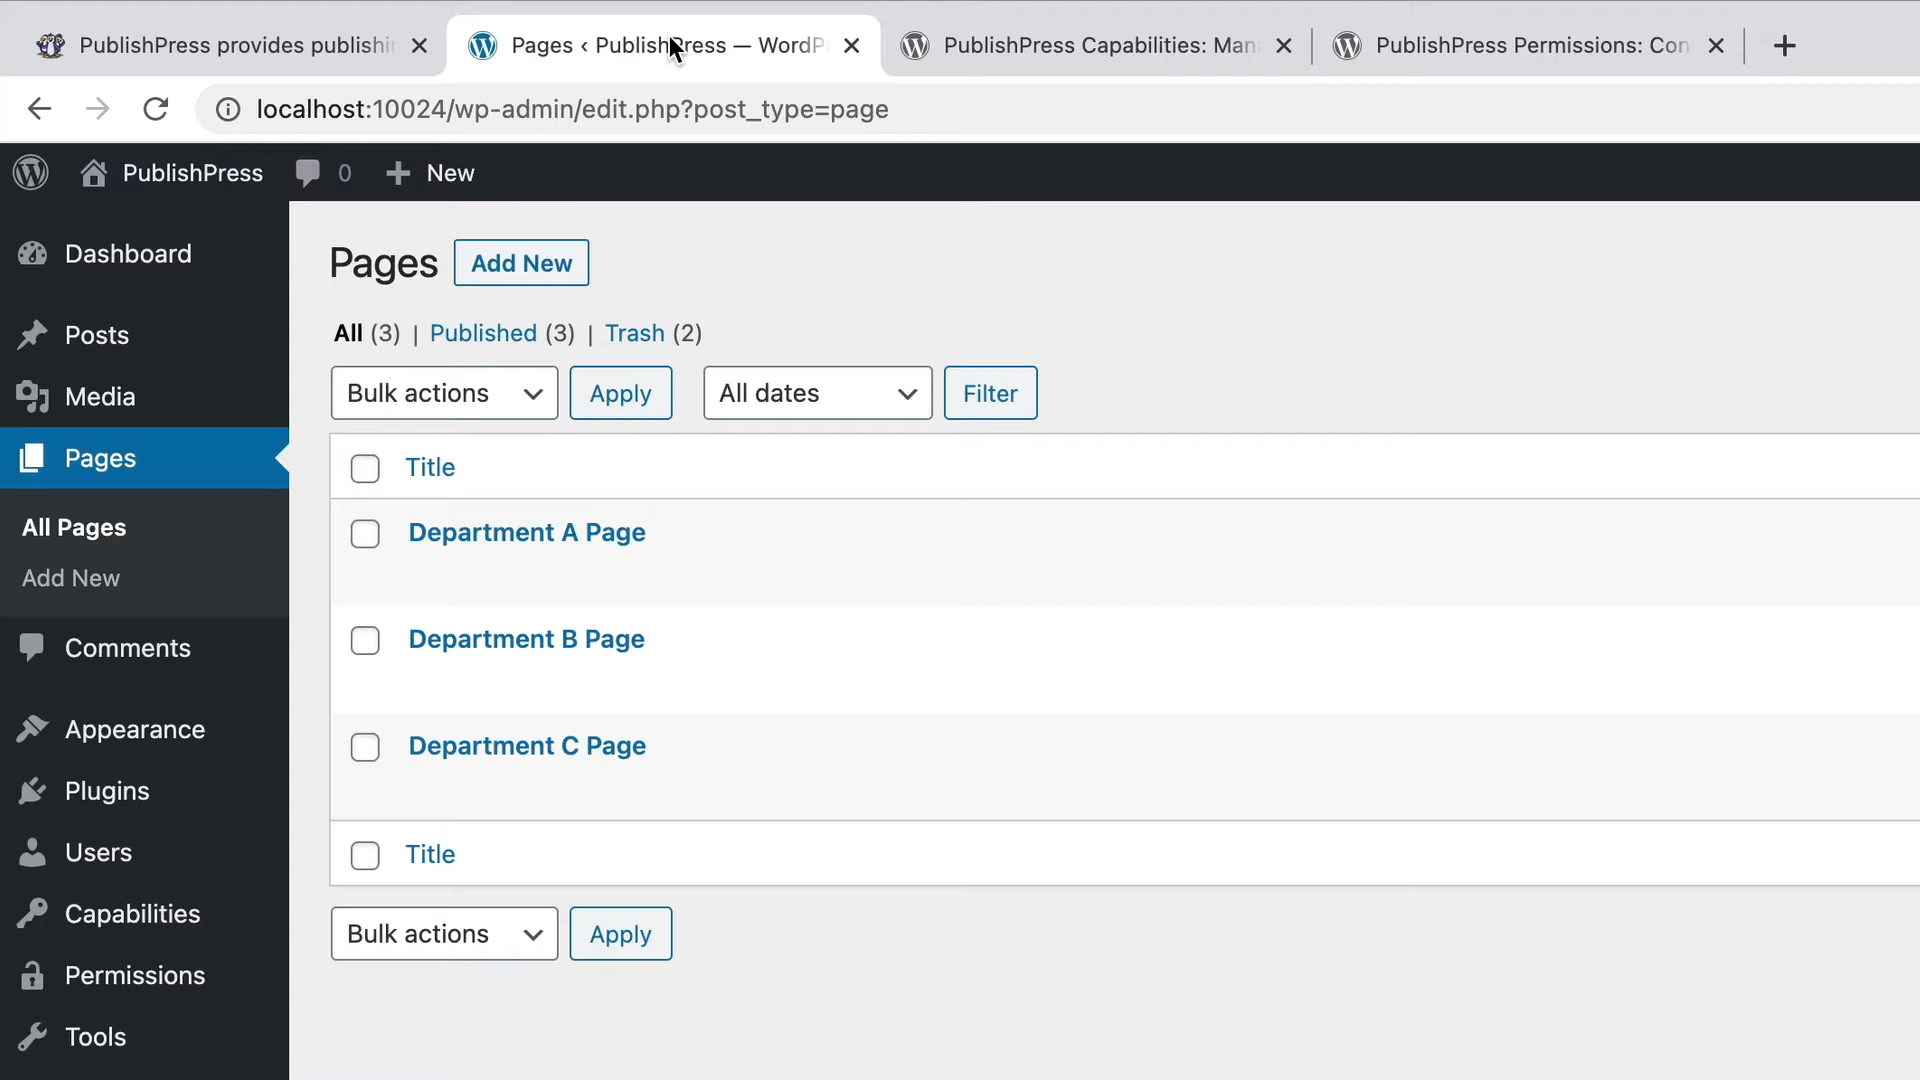 PublishPress provides publishi
Pages ‹ PublishPress — WordP
PublishPress Capabilities: Man
PublishPress Permissions: Con
localhost:10024/wp-admin/edit.php?post_type=page
PublishPress 0 New
Dashboard
Posts
Media
Pages
All Pages
Add New
Comments
Appearance
Plugins
Users
Capabilities
Permissions
Tools
Pages Add New
All (3) | Published (3) | Trash (2)
Bulk actions Apply All dates Filter
Title
Department A Page
Department B Page
Department C Page
Title
Bulk actions Apply